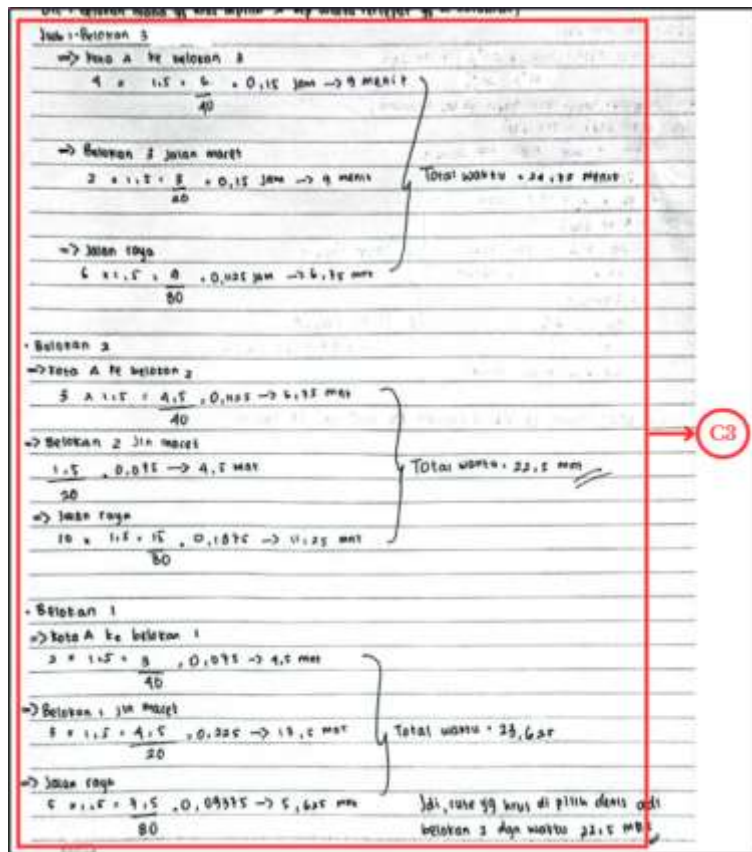 Jwb :- Belokan 3
=> Kota A ke belokan 3
4 x 1.5 = 6 = 0,15 jam -> 9 menit
40
-> Belokan 3 jalan macet
2 x 1.5 = 3 = 0,15 jam -> 9 menit
20
Total waktu = 24,75 menit
=> Jalan raya
6 x 1.5 = 9 = 0,1125 jam -> 6,75 mnt
80
• Belokan 2
=> Kota A ke belokan 2
3 x 1.5 = 4,5 = 0,1125 -> 6,75 mnt
40
=> Belokan 2 jln macet
1.5 = 0,075 -> 4,5 mnt
20
Total waktu = 22,5 mnt
=> Jalan raya
10 x 1.5 = 15 = 0,1875 -> 11,25 mnt
80
• Belokan 1
=> Kota A ke belokan 1
2 x 1.5 = 3 = 0,075 -> 4,5 mnt
40
=> Belokan 1 jln macet
3 x 1.5 = 4,5 = 0,225 -> 13,5 mnt
20
Total waktu = 23,625
=> Jalan raya
5 x 1.5 = 7,5 = 0,09375 -> 5,625 mnt
80
Jdi, rute yg hrus di pilih adl
belokan 2 dgn waktu 22,5 mnt
C3